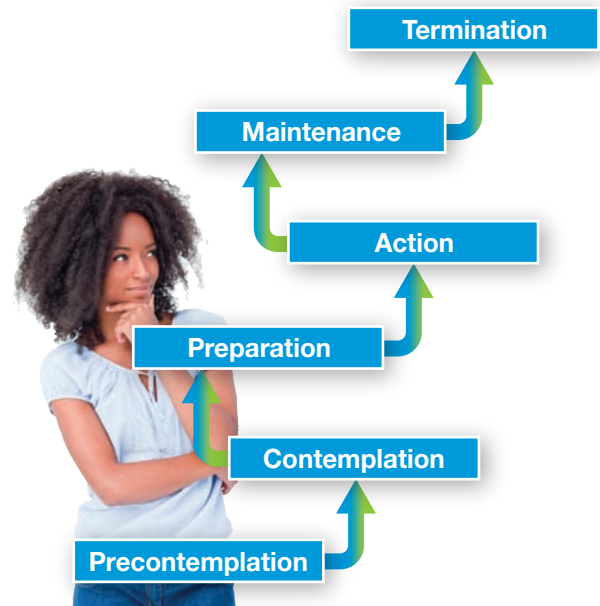 Termination
Maintenance
Action
Preparation
Contemplation
Precontemplation